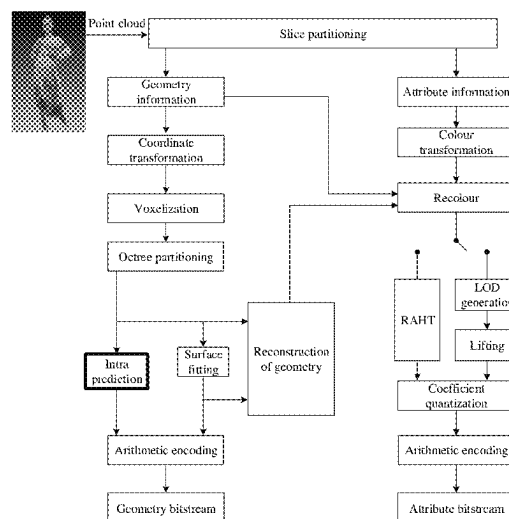 Point cloud
Slice partitioning
Geometry
information
Attribute information
Coordinate
transformation
Colour
transformation
Voxelization
Recolour
Octree partitioning
LOD
generation
RAHT
Intra
prediction
Surface
fitting
Reconstruction
of geometry
Lifting
Coefficient
quantization
Arithmetic encoding
Arithmetic encoding
Geometry bitstream
Attribute bitstream